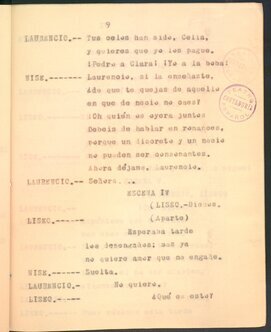 9
LAURENCIO.-- Tus celos han sido, Celia,
y quieres que yo los pague.
¡Pedro a Clara! ¡Yo a la boba!
NISE.------- Laurencio, si la enseñaste,
¿de qué te quejas de aquello
en que de necio no caes?
¡Oh quién os oyera juntos
Debeis de hablar en romances,
porque un discreto y un necio
no pueden ser consonantes.
Ahora déjame, Laurencio.
LAURENCIO.-- Señora . . .
ESCENA IV
(LISEO.-Dichos.
LISEO.------ (Aparte)
Esperaba tarde
los desengaños; mas ya
no quiere amor que me engañe.
NISE.------- Suelta.
LAURENCIO.-- No quiero.
LISEO.------ ¿Qué es esto?